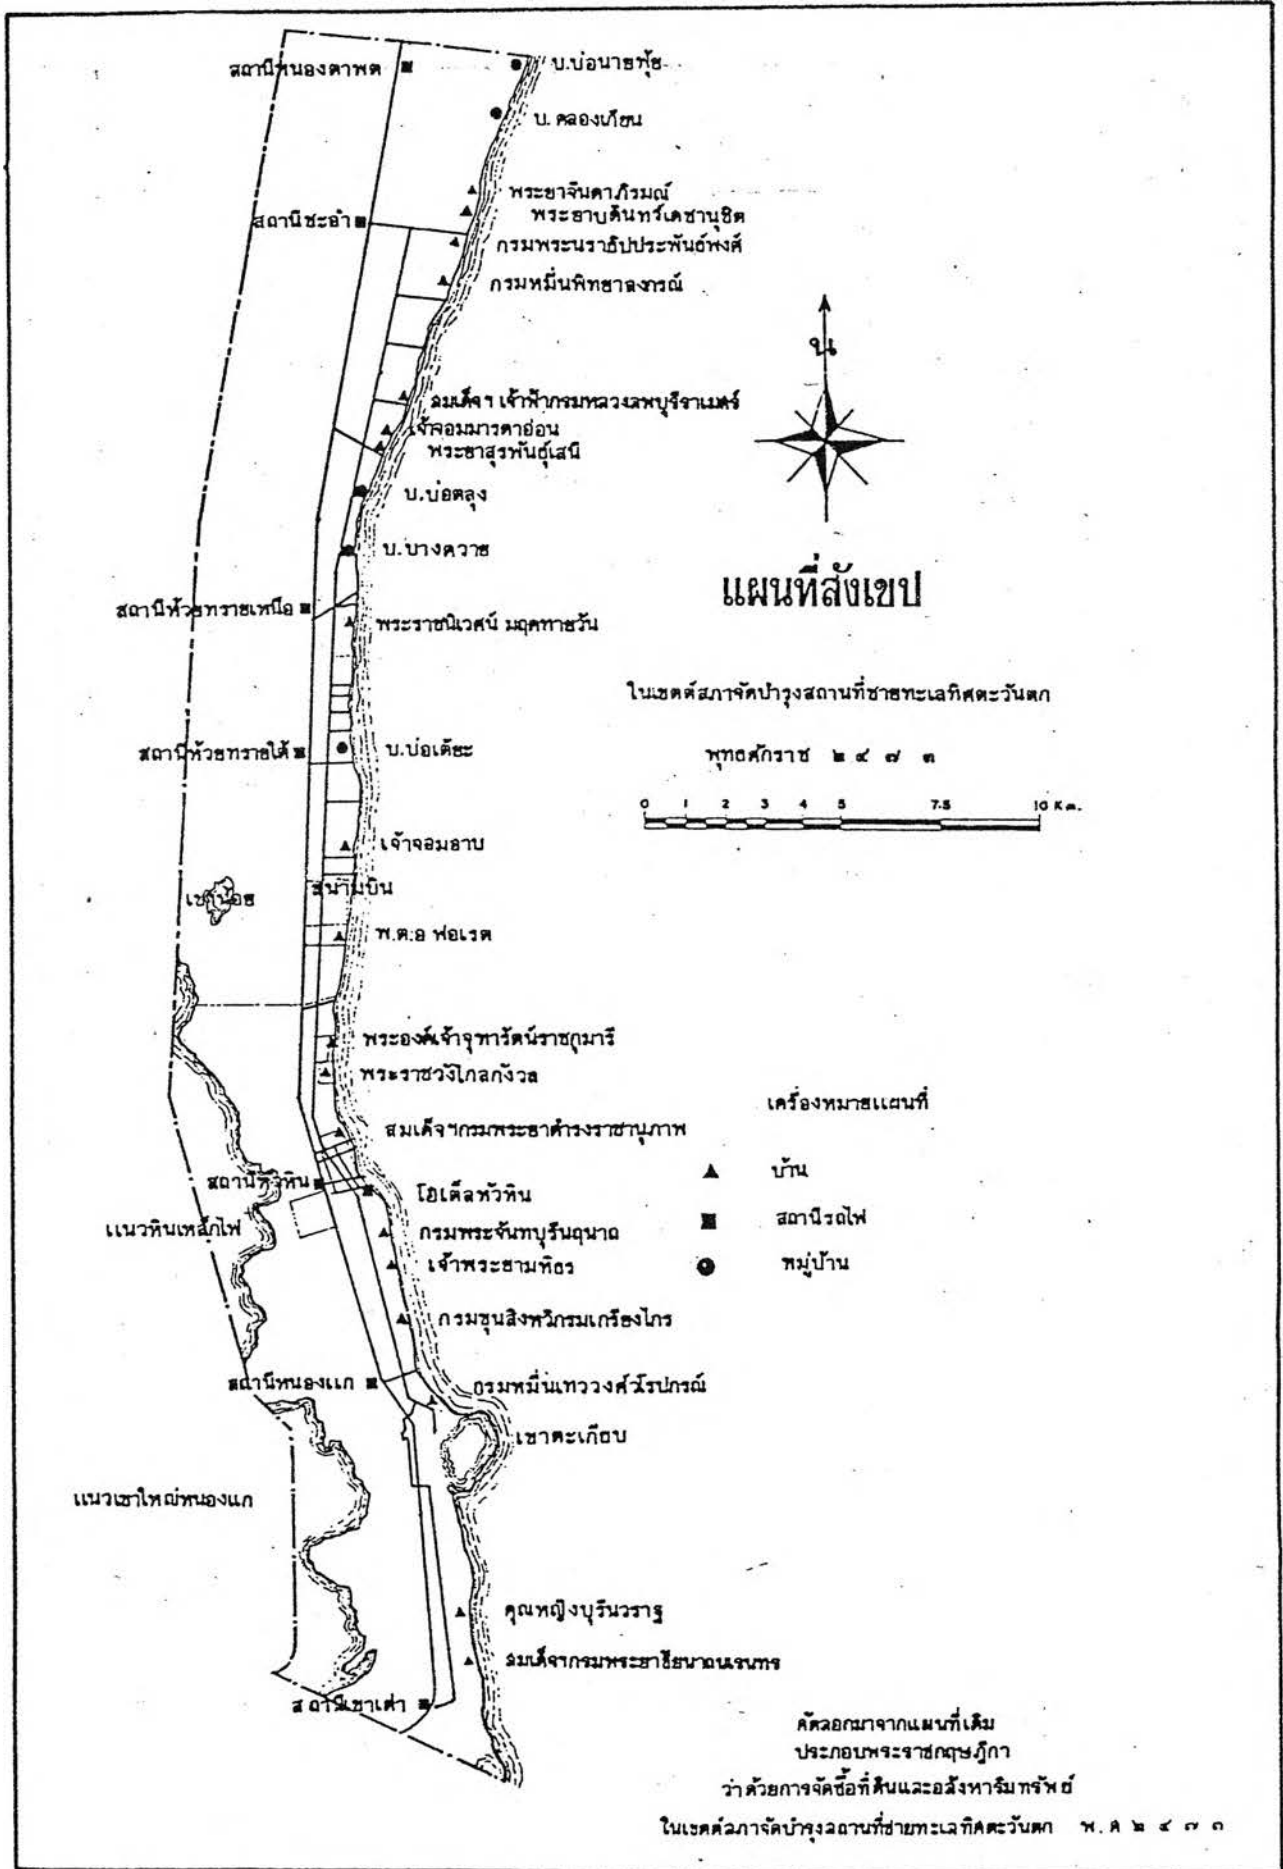 สถานีหนองตาพต
บ.บ่อนายพุ้ย
บ. คลองเทียน
พระยาจินดาภิรมณ์
พระยาบดินทร์เดชานุชิต
สถานีชะอำ
กรมพระนราธิปประพันธ์พงศ์
กรมหมื่นพิทยาลงกรณ์
น
สมเด็จฯ เจ้าฟ้ากรมหลวงลพบุรีราเมศร์
เจ้าจอมมารดาอ่อน
พระยาสุรพันธุ์เสนี
บ.บ่อตลุง
บ.บางควาย
แผนที่สังเขป
สถานีห้วยทรายเหนือ
พระราชนิเวศน์ มฤคทายวัน
ในเขตต์สภาจัดบำรุงสถานที่ชายทะเลทิศตะวันตก
สถานีห้วยทรายใต้
บ.บ่อเตียะ
พุทธศักราช ๒ ๔ ๗ ๓
0 1 2 3 4 5 7.5 10 Km.
เจ้าจอมอาบ
สนามบิน
เขาน้อย
พ.ต.อ ฟอเรต
พระองค์เจ้าจุฑารัตน์ราชกุมารี
พระราชวังไกลกังวล
เครื่องหมายแผนที่
สมเด็จฯกรมพระยาดำรงราชานุภาพ
บ้าน
สถานีหัวหิน
โฮเต็ลหัวหิน
สถานีรถไฟ
แนวหินเหล็กไฟ
กรมพระจันทบุรีนฤนาถ
เจ้าพระยามหิธร
หมู่บ้าน
กรมขุนสิงหวิกรมเกรียงไกร
สถานีหนองแก
กรมหมื่นเทววงศ์วโรปกรณ์
เขาตะเกียบ
แนวเขาใหญ่หนองแก
คุณหญิงบุรีนวราฐ
สมเด็จฯกรมพระยาชัยนาถนเรนทร
สถานีเขาเต่า
คัดลอกมาจากแผนที่เดิม
ประกอบพระราชกฤษฎีกา
ว่าด้วยการจัดซื้อที่ดินและอสังหาริมทรัพย์
ในเขตต์สภาจัดบำรุงสถานที่ชายทะเลทิศตะวันตก พ.ศ ๒ ๔ ๗ ๓